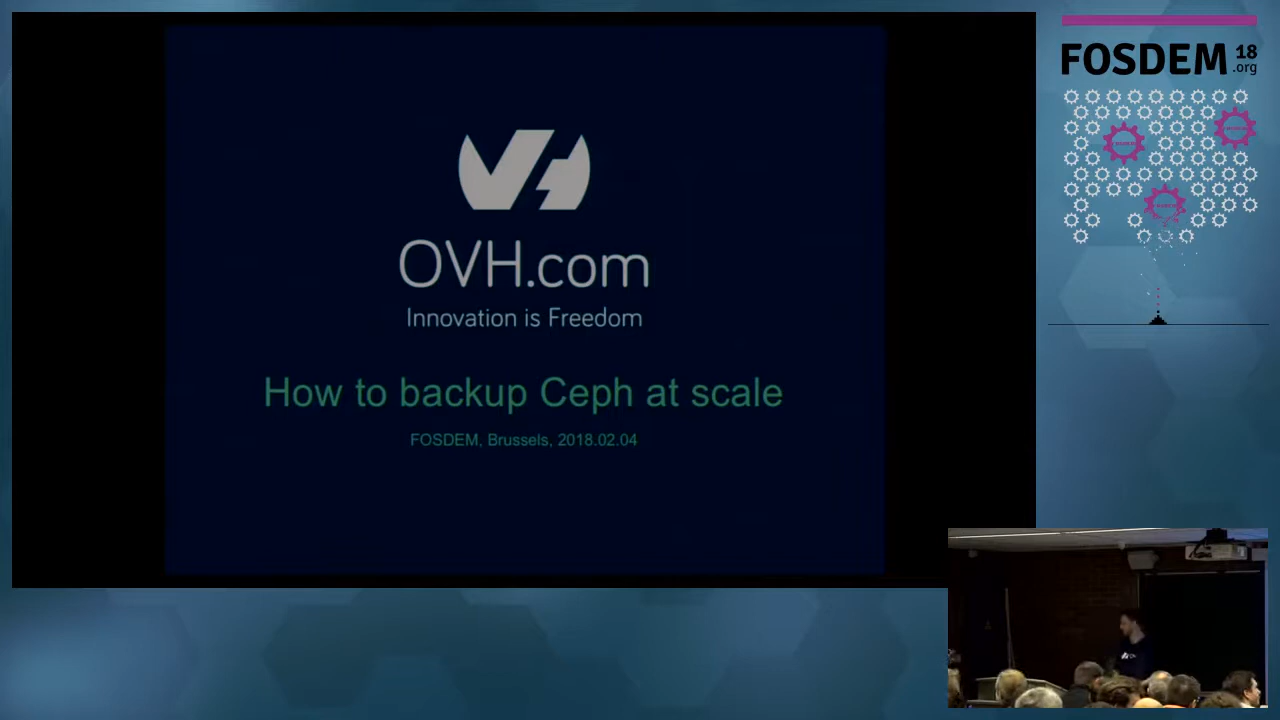 OVH.com
Innovation is Freedom
How to backup Ceph at scale
FOSDEM, Brussels, 2018.02.04
FOSDEM 18
.org